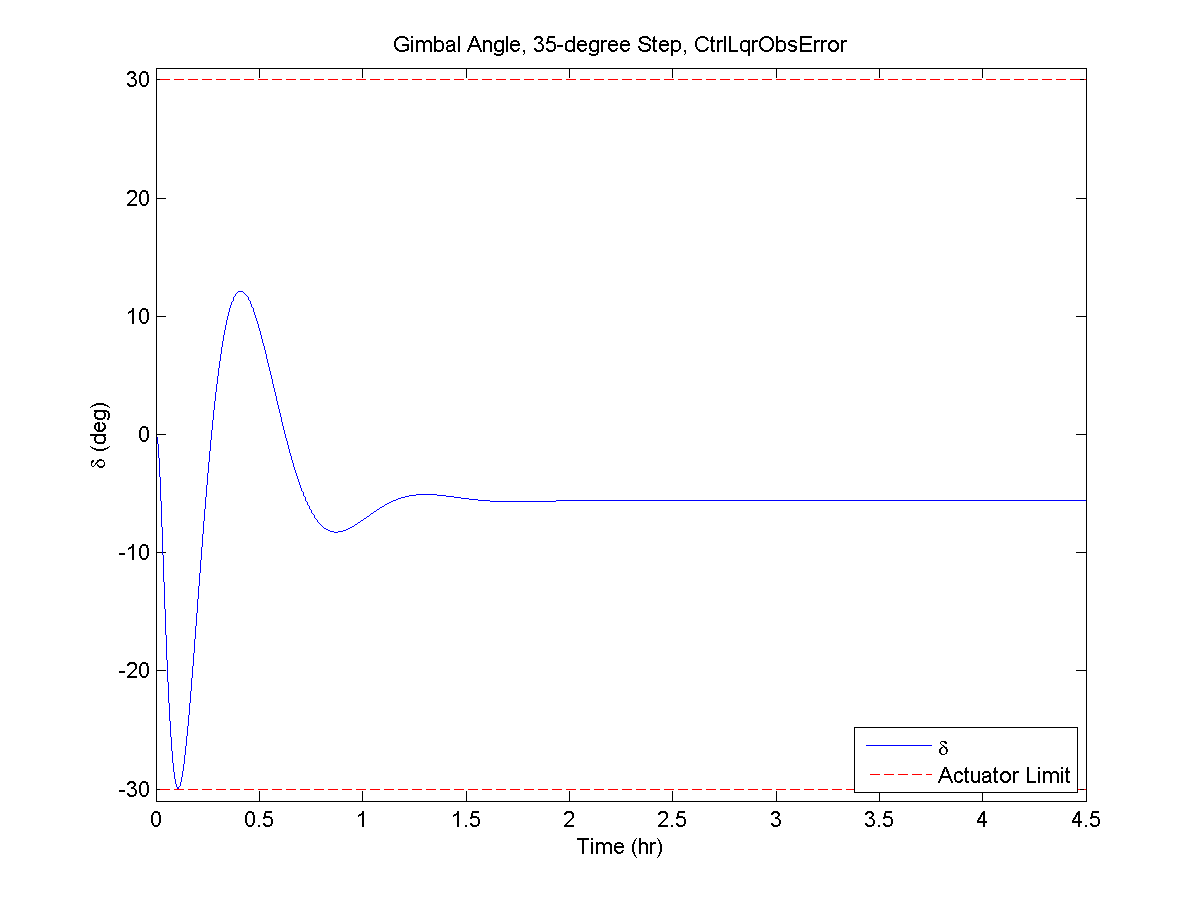 Gimbal Angle, 35-degree Step, CtrlLqrObsError
30
20
10
0
-10
-20
-30
δ (deg)
δ
Actuator Limit
0 0.5 1 1.5 2 2.5 3 3.5 4 4.5
Time (hr)